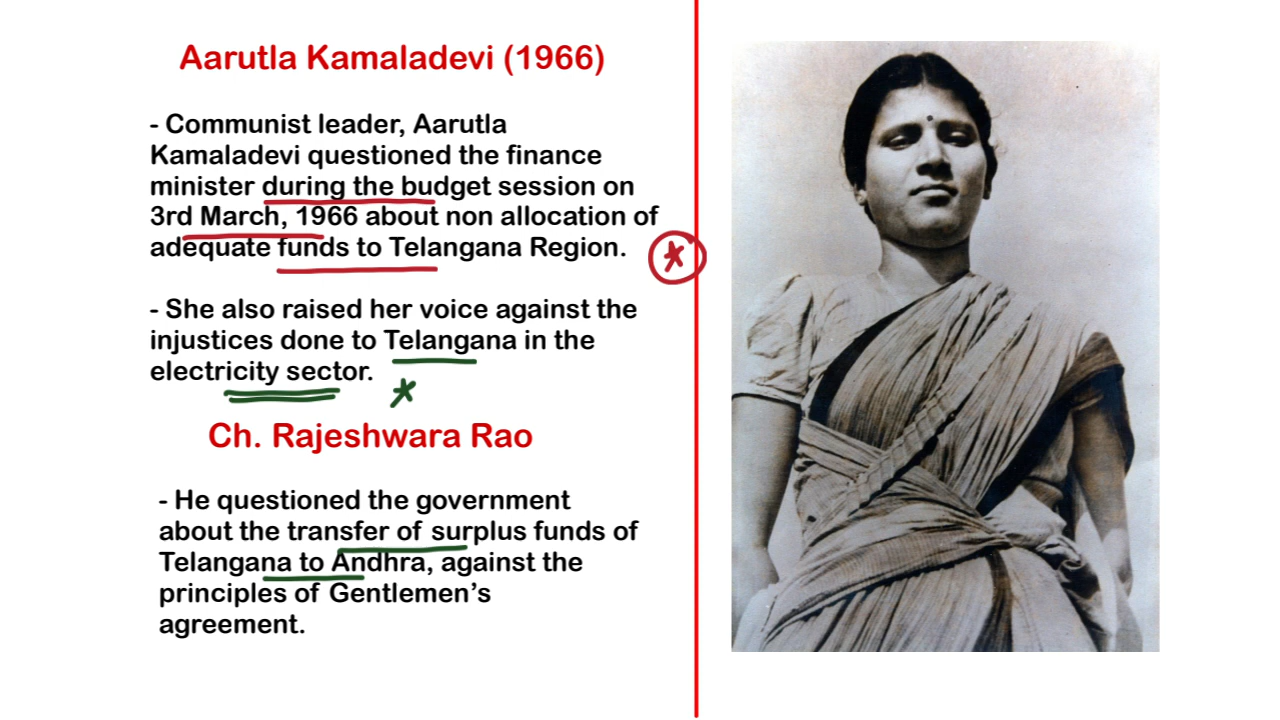 Aarutla Kamaladevi (1966)
- Communist leader, Aarutla
Kamaladevi questioned the finance
minister during the budget session on
3rd March, 1966 about non allocation of
adequate funds to Telangana Region.
- She also raised her voice against the
injustices done to Telangana in the
electricity sector.
Ch. Rajeshwara Rao
- He questioned the government
about the transfer of surplus funds of
Telangana to Andhra, against the
principles of Gentlemen’s
agreement.